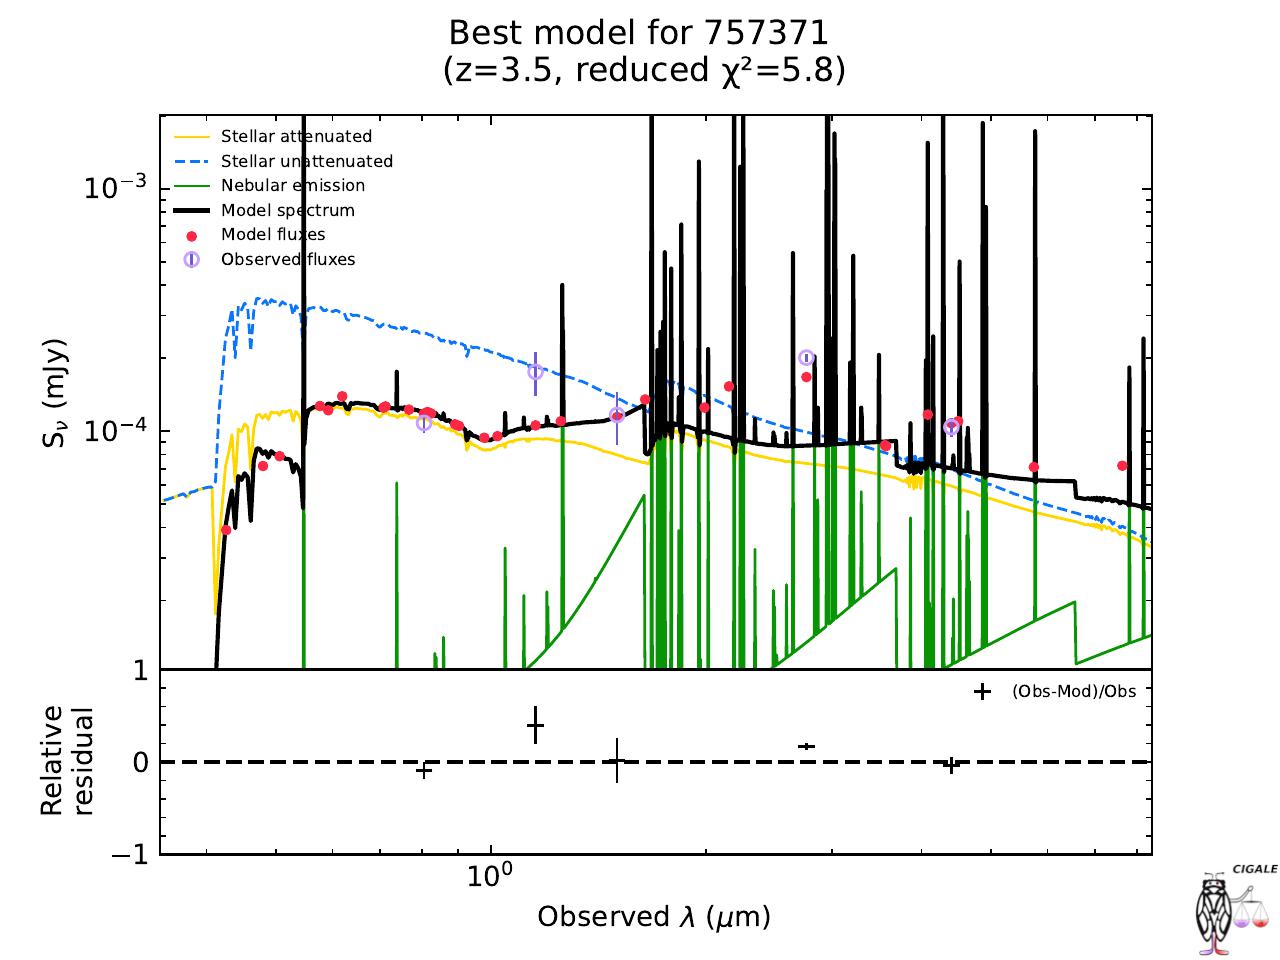 Best model for 757371
(z=3.5, reduced χ²=5.8)
Stellar attenuated
Stellar unattenuated
Nebular emission
Model spectrum
Model fluxes
Observed fluxes
10⁻³
10⁻⁴
Sν (mJy)
1
0
−1
Relative
residual
(Obs-Mod)/Obs
10⁰
Observed λ (μm)
CIGALE